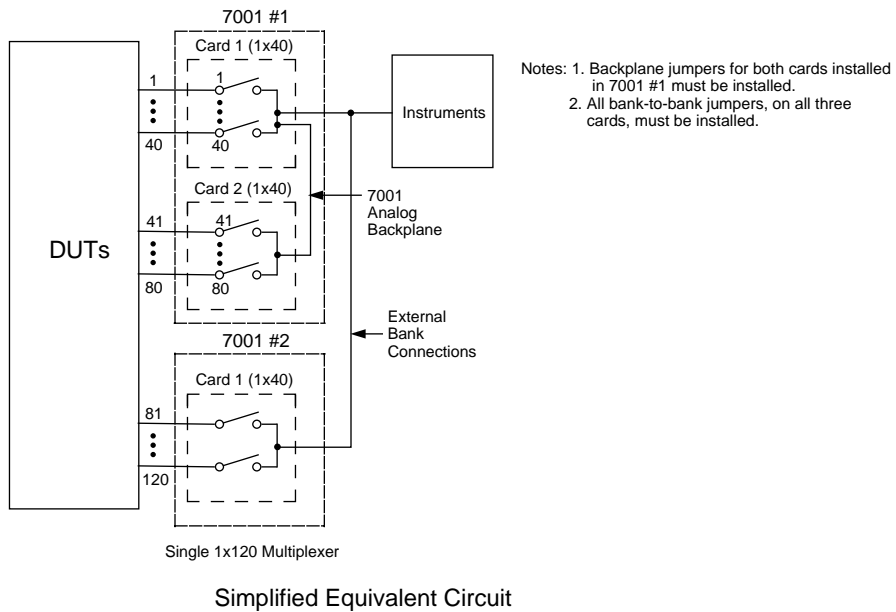 7001 #1
Card 1 (1x40)
1
1
40
40
Card 2 (1x40)
41
41
80
80
DUTs
Instruments
7001
Analog
Backplane
External
Bank
Connections
7001 #2
Card 1 (1x40)
81
120
Single 1x120 Multiplexer
Notes: 1. Backplane jumpers for both cards installed
in 7001 #1 must be installed.
2. All bank-to-bank jumpers, on all three
cards, must be installed.
Simplified Equivalent Circuit